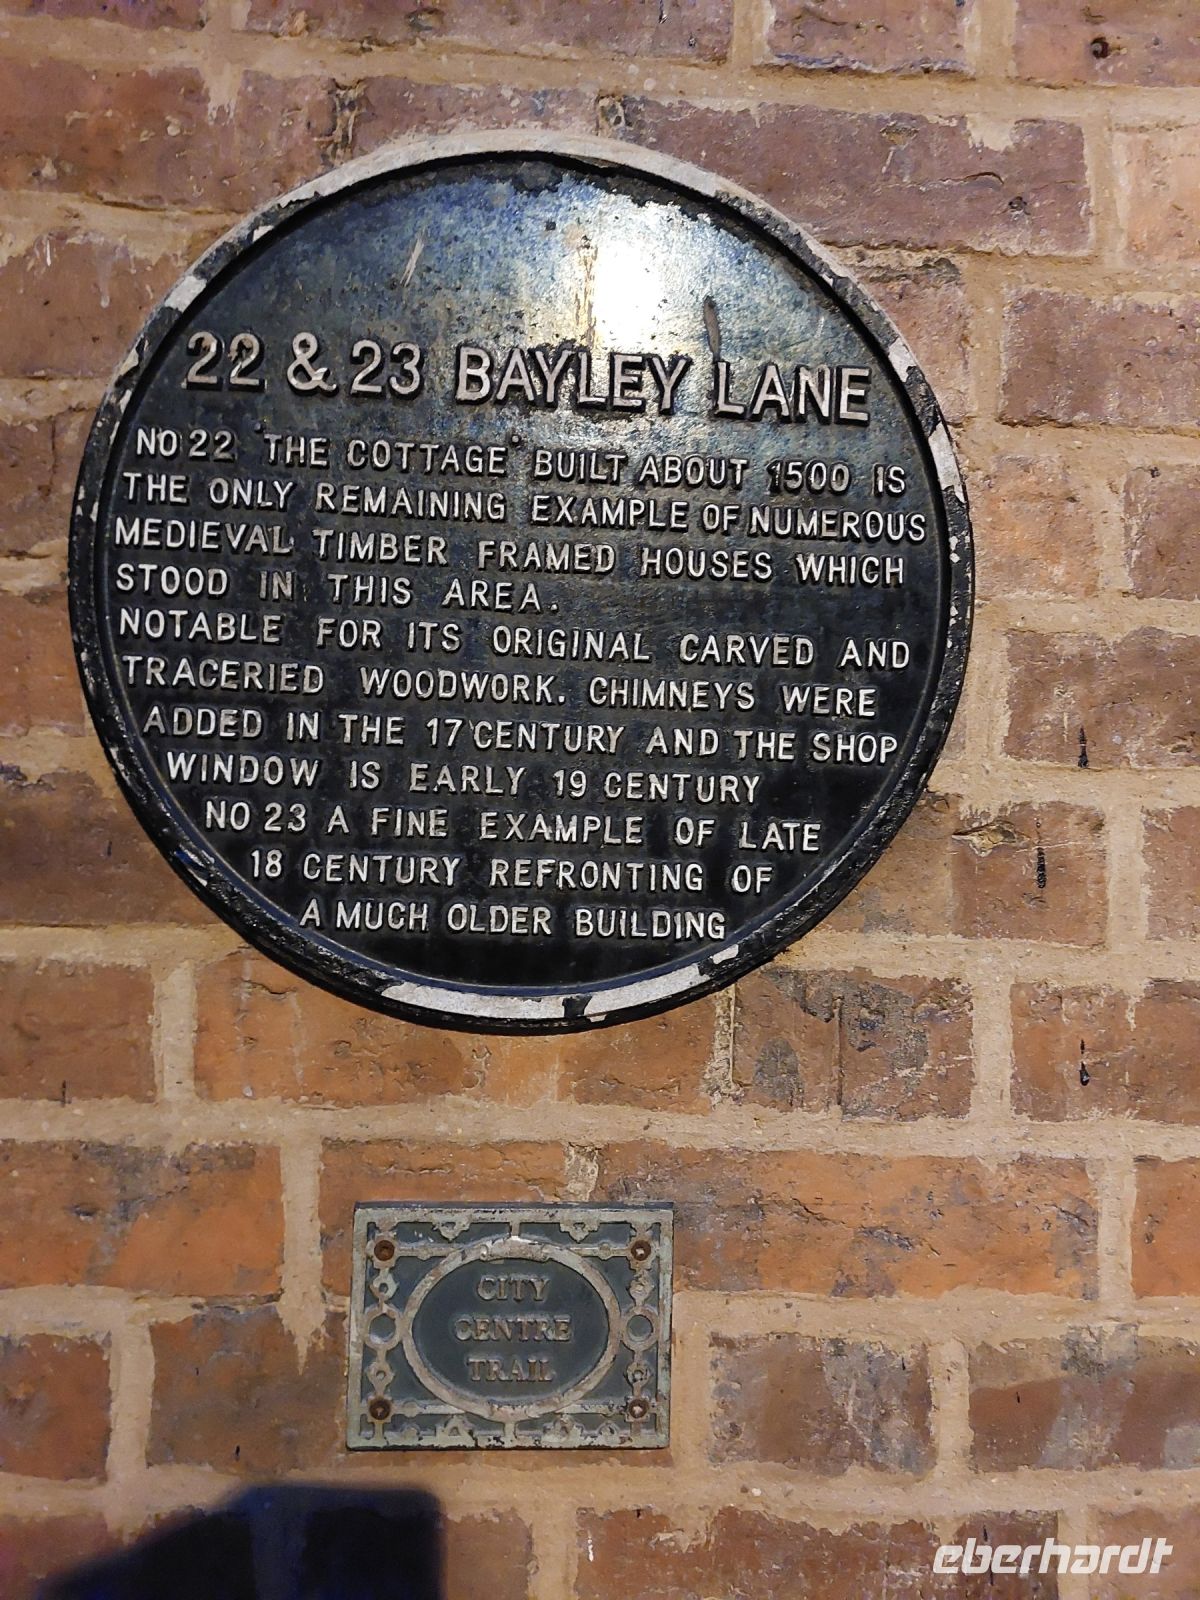 22 & 23 BAYLEY LANE
NO 22 'THE COTTAGE' BUILT ABOUT 1500 IS
THE ONLY REMAINING EXAMPLE OF NUMEROUS
MEDIEVAL TIMBER FRAMED HOUSES WHICH
STOOD IN THIS AREA.
NOTABLE FOR ITS ORIGINAL CARVED AND
TRACERIED WOODWORK. CHIMNEYS WERE
ADDED IN THE 17 CENTURY AND THE SHOP
WINDOW IS EARLY 19 CENTURY
NO 23 A FINE EXAMPLE OF LATE
18 CENTURY REFRONTING OF
A MUCH OLDER BUILDING
CITY
CENTRE
TRAIL
eberhardt